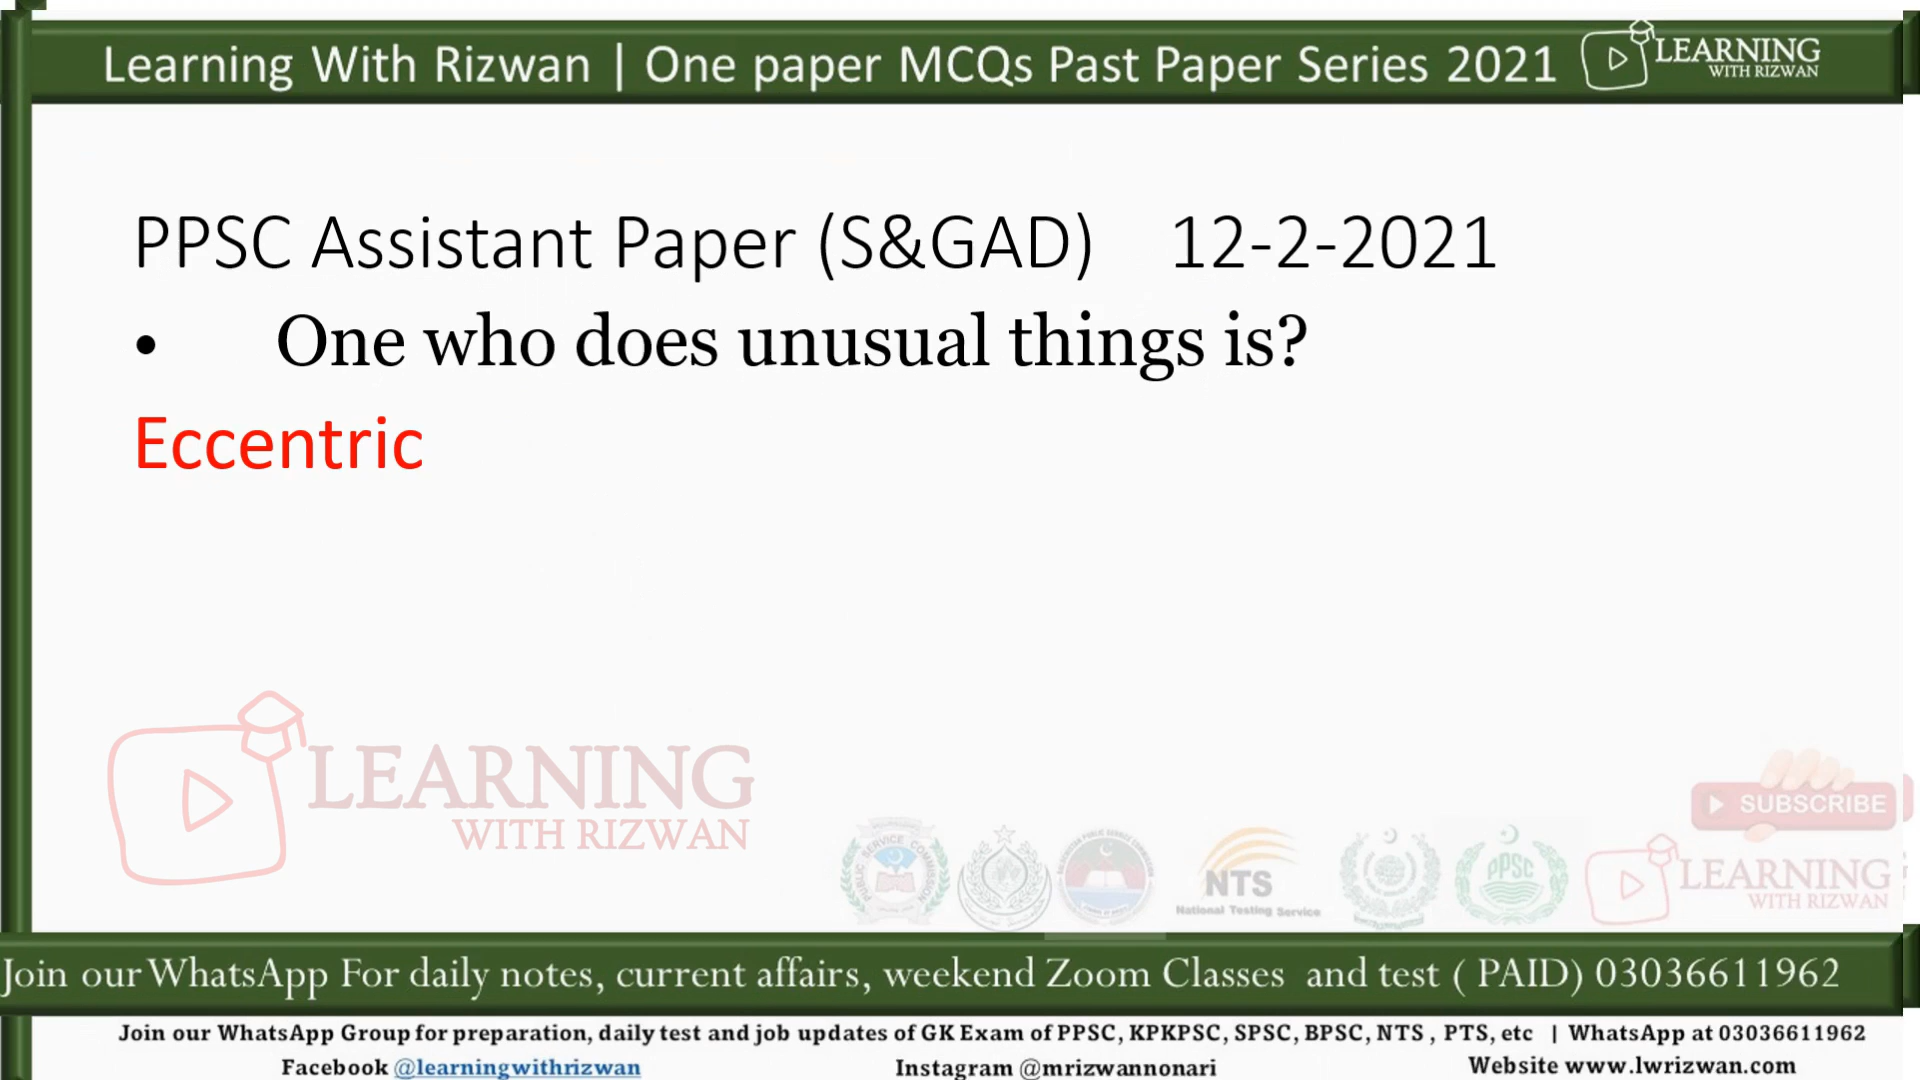 Learning With Rizwan | One paper MCQs Past Paper Series 2021
LEARNING
WITH RIZWAN
PPSC Assistant Paper (S&GAD) 12-2-2021
• One who does unusual things is?
Eccentric
LEARNING
WITH RIZWAN
SUBSCRIBE
NTS
National Testing Service
PPSC
LEARNING
WITH RIZWAN
Join our WhatsApp For daily notes, current affairs, weekend Zoom Classes and test ( PAID) 03036611962
Join our WhatsApp Group for preparation, daily test and job updates of GK Exam of PPSC, KPKPSC, SPSC, BPSC, NTS , PTS, etc | WhatsApp at 03036611962
Facebook @learningwithrizwan Instagram @mrizwannonari Website www.lwrizwan.com